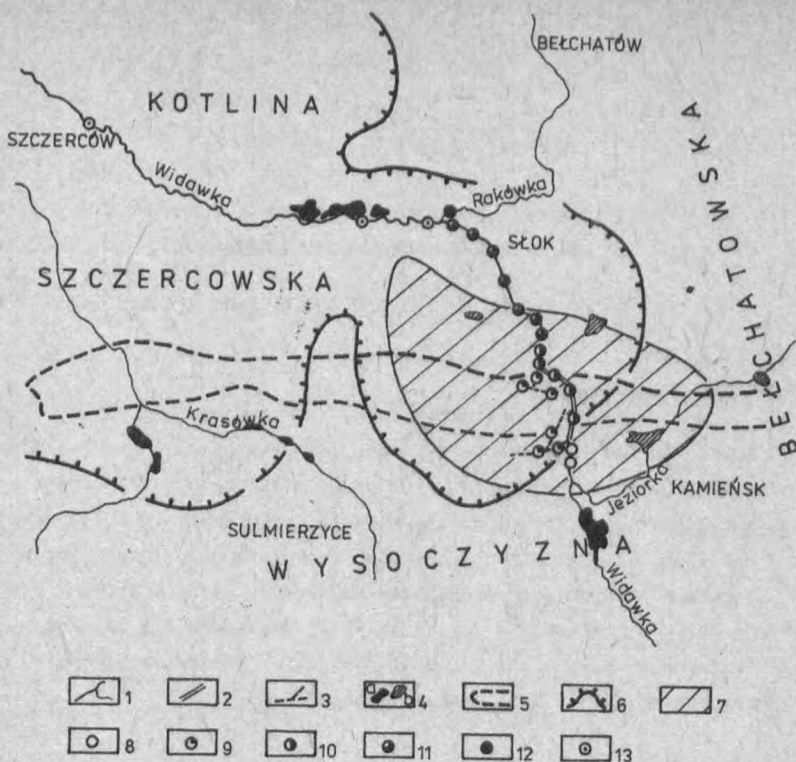 BEŁCHATÓW
KOTLINA
SZCZERCÓW
Widawka
Rakówka
SŁOK
SZCZERCOWSKA
BEŁCHATOWSKA
Krasówka
KAMIEŃSK
Jeziorka
SULMIERZYCE
WYSOCZYZNA
Widawka
1 2 3 a b 4 5 6 7
8 9 10 11 12 13